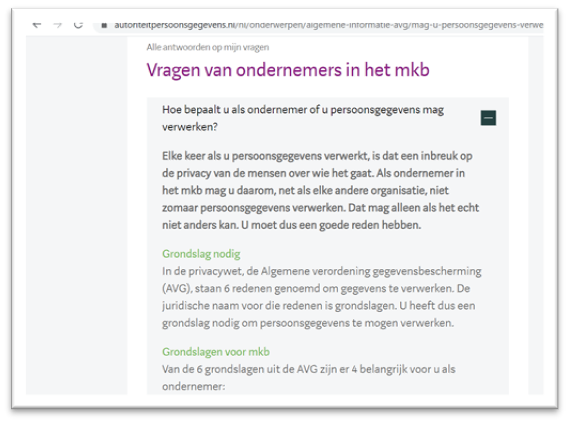 autoriteitpersoonsgegevens.nl/nl/onderwerpen/algemene-informatie-avg/mag-u-persoonsgegevens-verwe
Alle antwoorden op mijn vragen
Vragen van ondernemers in het mkb
Hoe bepaalt u als ondernemer of u persoonsgegevens mag
verwerken?
Elke keer als u persoonsgegevens verwerkt, is dat een inbreuk op
de privacy van de mensen over wie het gaat. Als ondernemer in
het mkb mag u daarom, net als elke andere organisatie, niet
zomaar persoonsgegevens verwerken. Dat mag alleen als het echt
niet anders kan. U moet dus een goede reden hebben.
Grondslag nodig
In de privacywet, de Algemene verordening gegevensbescherming
(AVG), staan 6 redenen genoemd om gegevens te verwerken. De
juridische naam voor die redenen is grondslagen. U heeft dus een
grondslag nodig om persoonsgegevens te mogen verwerken.
Grondslagen voor mkb
Van de 6 grondslagen uit de AVG zijn er 4 belangrijk voor u als
ondernemer: